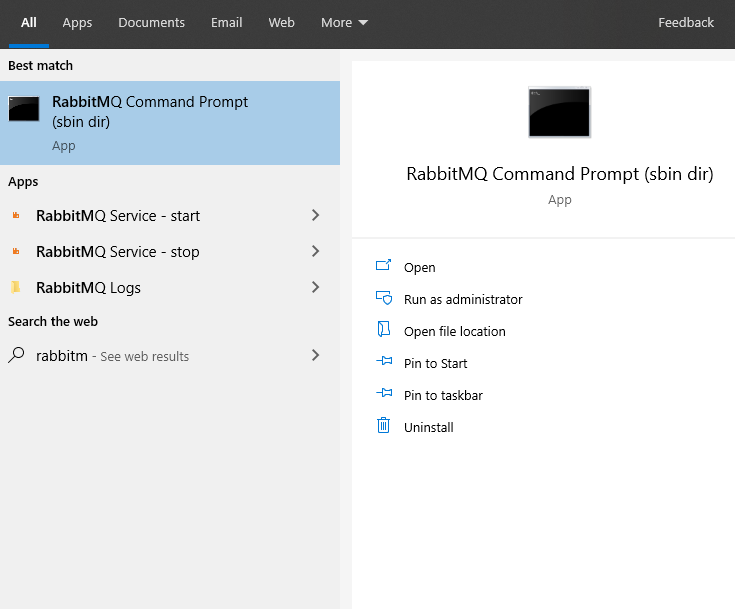 All Apps Documents Email Web More Feedback
Best match
RabbitMQ Command Prompt
(sbin dir)
App
Apps
RabbitMQ Service - start
RabbitMQ Service - stop
RabbitMQ Logs
Search the web
rabbitm - See web results
RabbitMQ Command Prompt (sbin dir)
App
Open
Run as administrator
Open file location
Pin to Start
Pin to taskbar
Uninstall